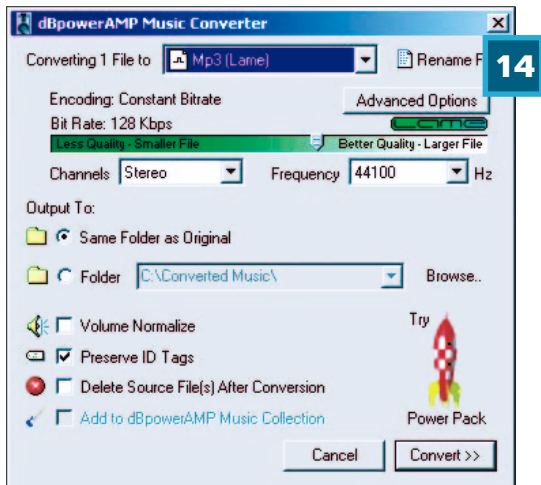 dBpowerAMP Music Converter
14
Converting 1 File to Mp3 (Lame) Rename F
Encoding: Constant Bitrate Advanced Options
Bit Rate: 128 Kbps Lame
Less Quality - Smaller File Better Quality - Larger File
Channels Stereo Frequency 44100 Hz
Output To:
Same Folder as Original
Folder C:\Converted Music\ Browse..
Volume Normalize Try
Preserve ID Tags
Delete Source File(s) After Conversion
Add to dBpowerAMP Music Collection Power Pack
Cancel Convert >>